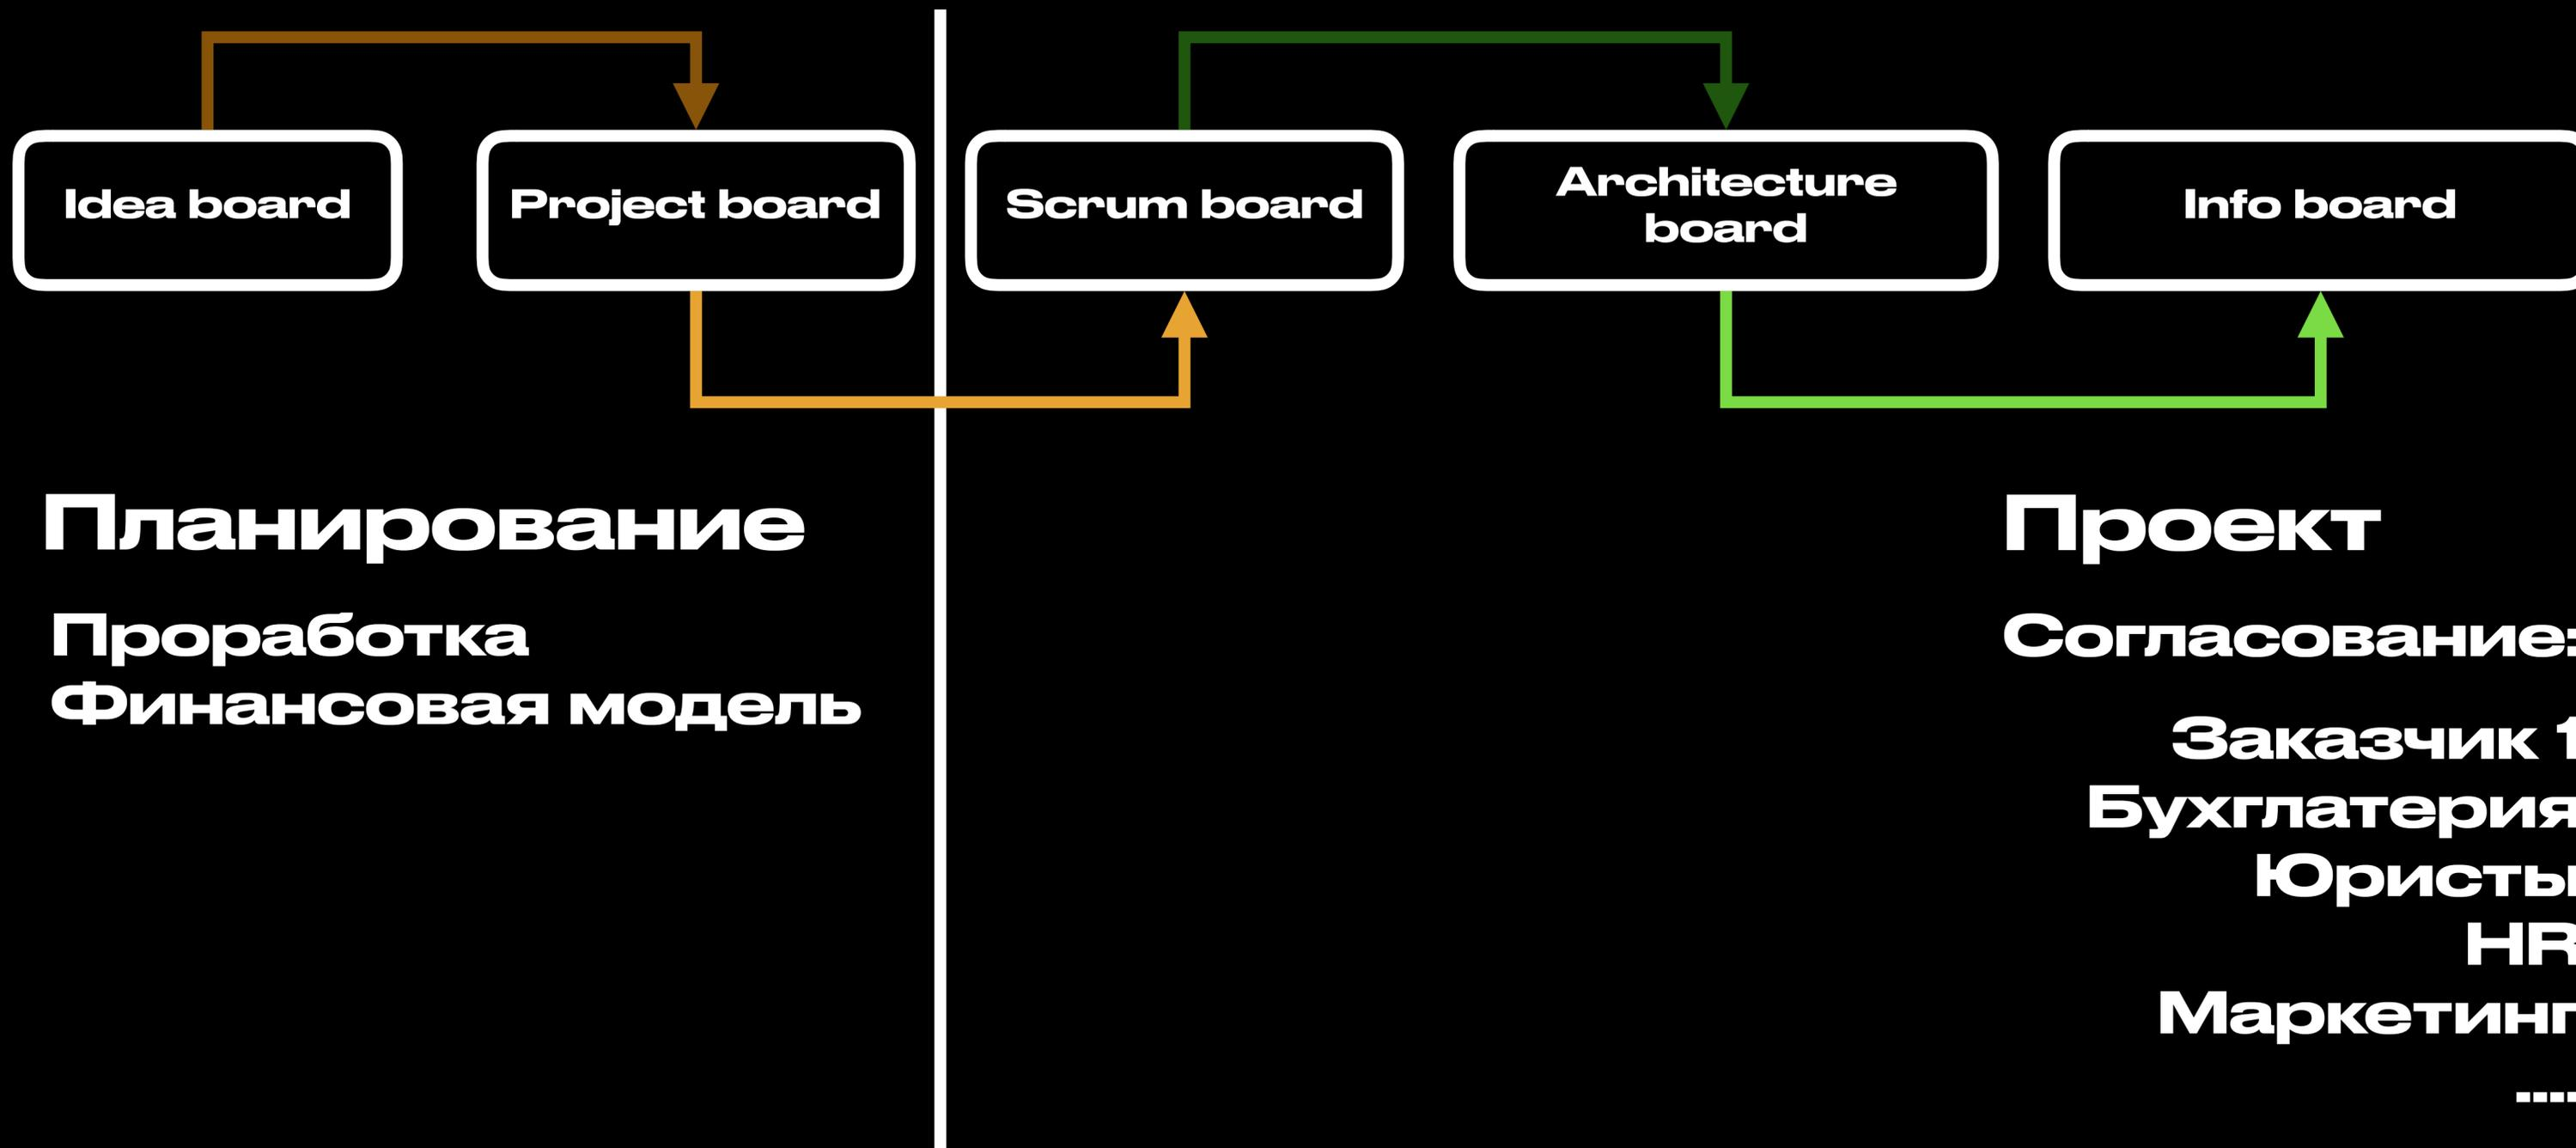 Idea board
Project board
Scrum board
Architecture
board
Info board
Планирование
Проработка
Финансовая модель
Проект
Согласование:
Заказчик 1
Бухглатерия
Юристы
HR
Маркетинг
....